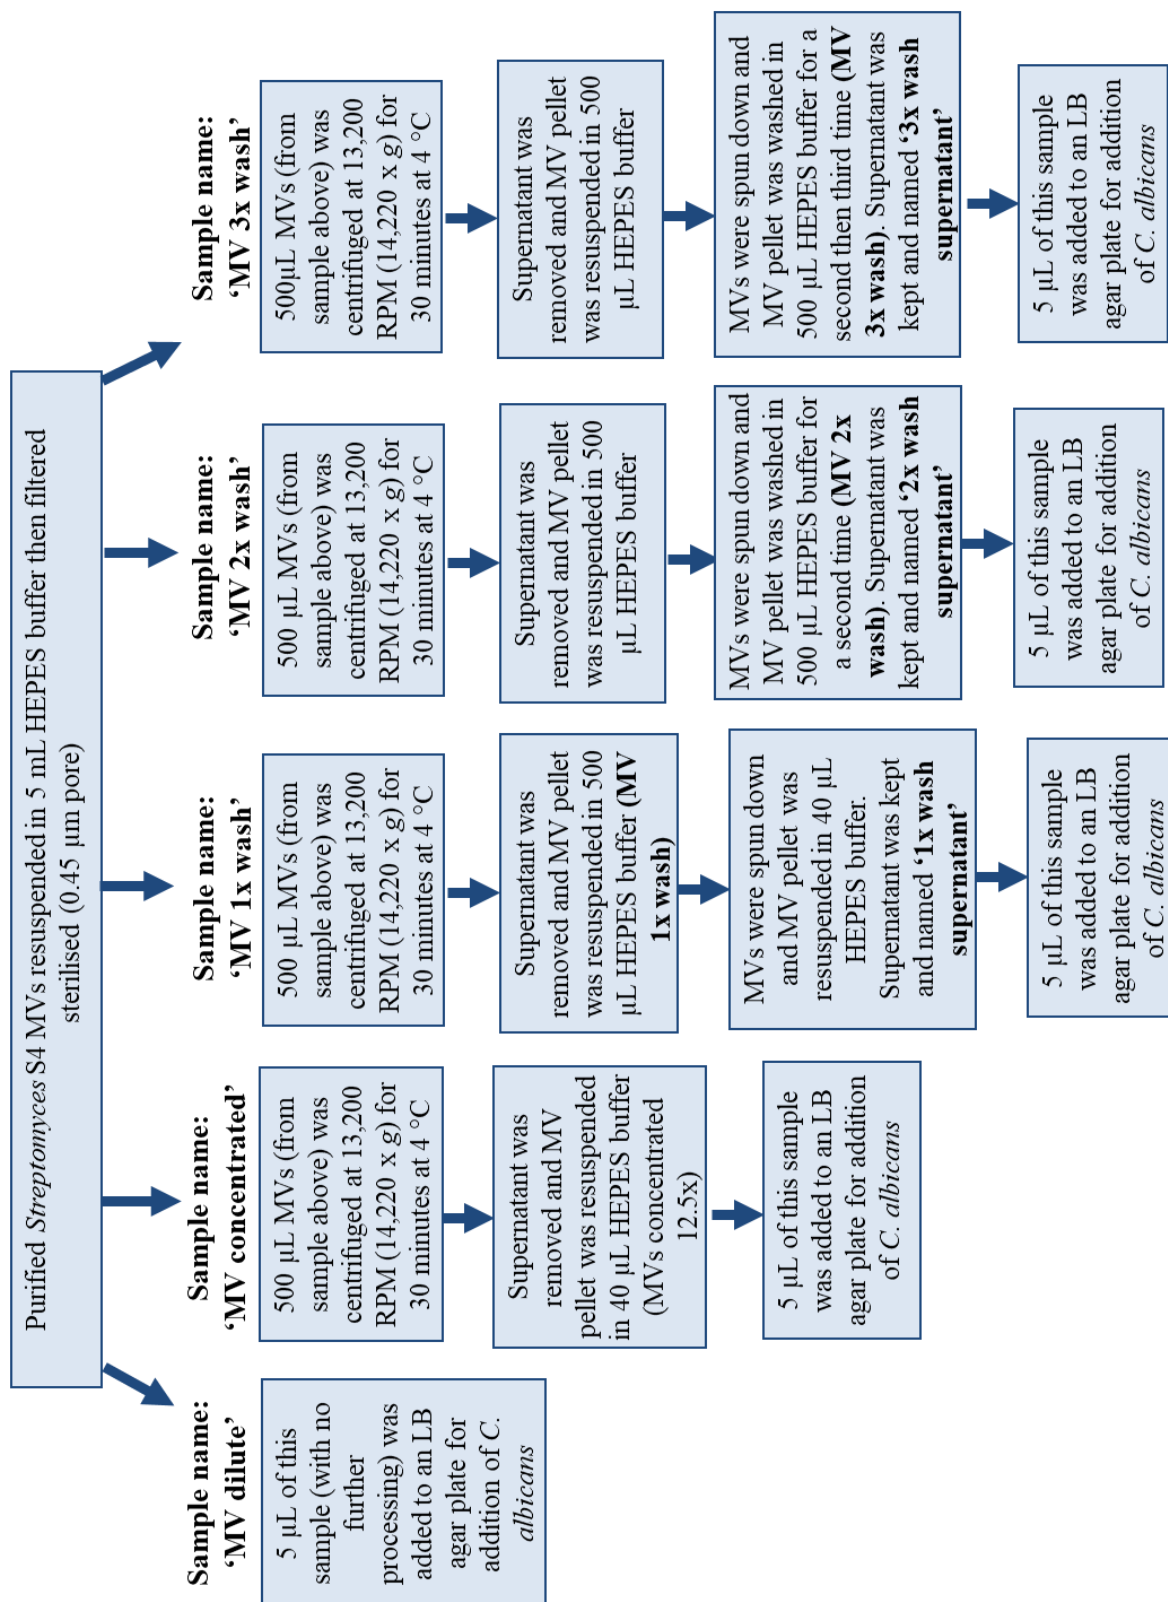 Purified Streptomyces S4 MVs resuspended in 5 mL HEPES buffer then filtered
sterilised (0.45 µm pore)
Sample name:
‘MV dilute’
5 µL of this
sample (with no
further
processing) was
added to an LB
agar plate for
addition of C.
albicans
Sample name:
‘MV concentrated’
500 µL MVs (from
sample above) was
centrifuged at 13,200
RPM (14,220 x g) for
30 minutes at 4 °C
Supernatant was
removed and MV
pellet was resuspended
in 40 µL HEPES buffer
(MVs concentrated
12.5x)
5 µL of this sample
was added to an LB
agar plate for addition
of C. albicans
Sample name:
‘MV 1x wash’
500 µL MVs (from
sample above) was
centrifuged at 13,200
RPM (14,220 x g) for
30 minutes at 4 °C
Supernatant was
removed and MV pellet
was resuspended in 500
µL HEPES buffer (MV
1x wash)
MVs were spun down
and MV pellet was
resuspended in 40 µL
HEPES buffer.
Supernatant was kept
and named ‘1x wash
supernatant’
5 µL of this sample
was added to an LB
agar plate for addition
of C. albicans
Sample name:
‘MV 2x wash’
500 µL MVs (from
sample above) was
centrifuged at 13,200
RPM (14,220 x g) for
30 minutes at 4 °C
Supernatant was
removed and MV pellet
was resuspended in 500
µL HEPES buffer
MVs were spun down and
MV pellet was washed in
500 µL HEPES buffer for
a second time (MV 2x
wash). Supernatant was
kept and named ‘2x wash
supernatant’
5 µL of this sample
was added to an LB
agar plate for addition
of C. albicans
Sample name:
‘MV 3x wash’
500µL MVs (from
sample above) was
centrifuged at 13,200
RPM (14,220 x g) for
30 minutes at 4 °C
Supernatant was
removed and MV pellet
was resuspended in 500
µL HEPES buffer
MVs were spun down and
MV pellet was washed in
500 µL HEPES buffer for a
second then third time (MV
3x wash). Supernatant was
kept and named ‘3x wash
supernatant’
5 µL of this sample
was added to an LB
agar plate for addition
of C. albicans